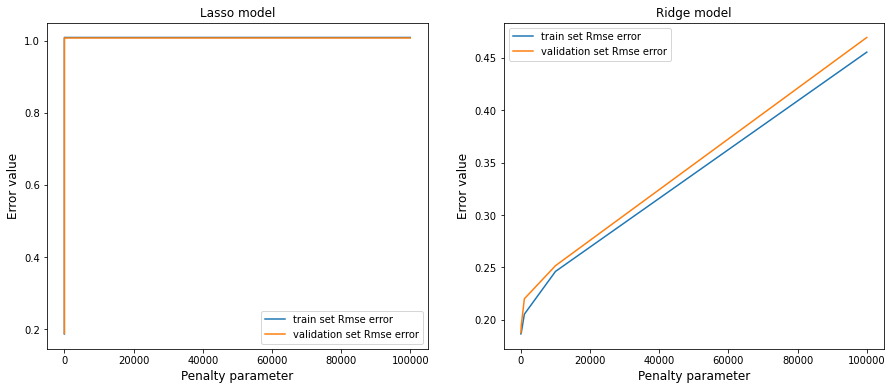 Lasso model
Error value
1.0
0.8
0.6
0.4
0.2
train set Rmse error
validation set Rmse error
0 20000 40000 60000 80000 100000
Penalty parameter
Ridge model
Error value
train set Rmse error
validation set Rmse error
0.45
0.40
0.35
0.30
0.25
0.20
0 20000 40000 60000 80000 100000
Penalty parameter